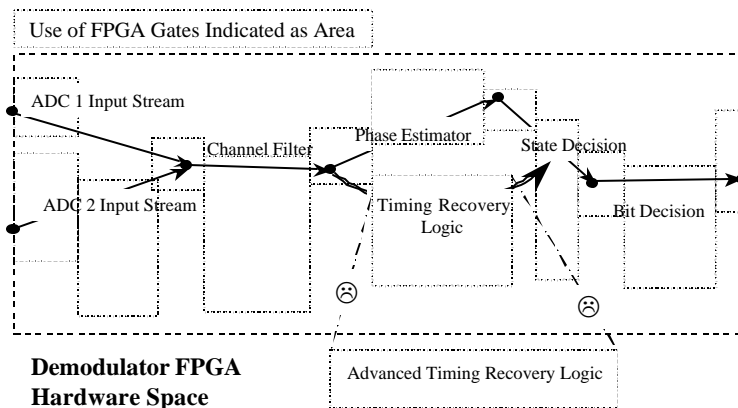 Use of FPGA Gates Indicated as Area
ADC 1 Input Stream
Phase Estimator
Channel Filter
State Decision
ADC 2 Input Stream
Timing Recovery
Logic
Bit Decision
Demodulator FPGA
Hardware Space
Advanced Timing Recovery Logic